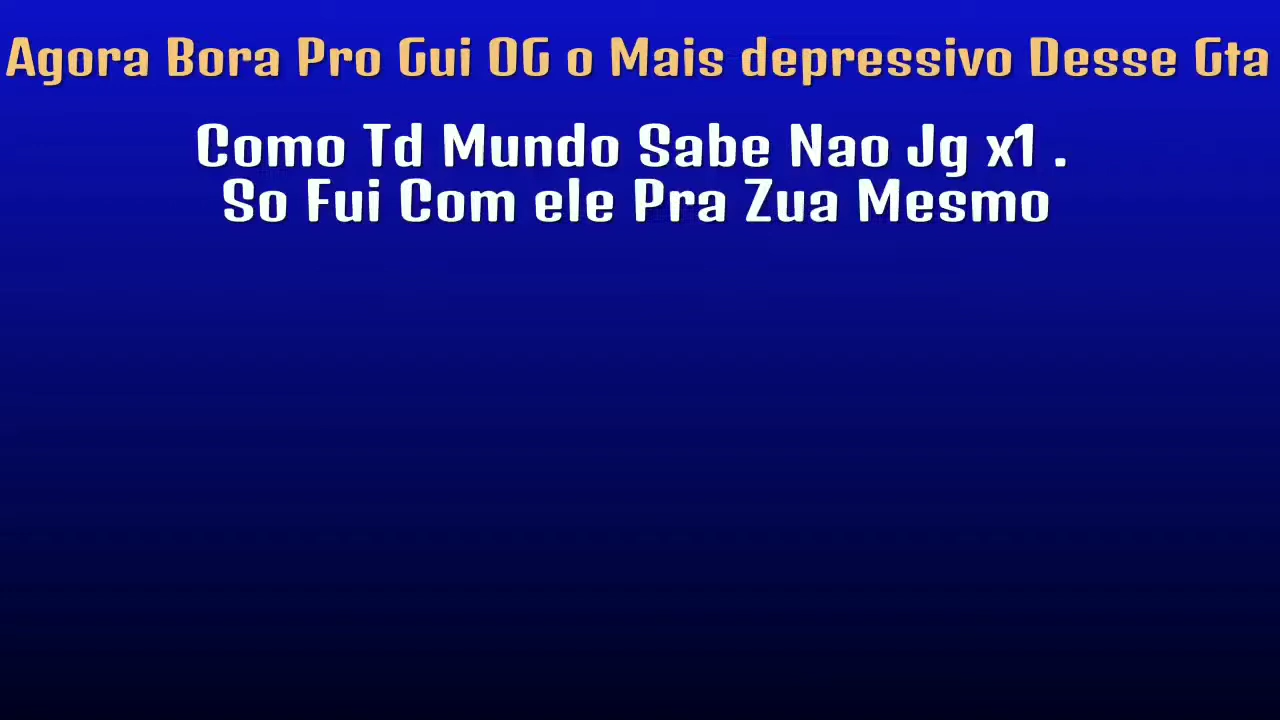 Agora Bora Pro Gui OG o Mais depressivo Desse Gta
Como Td Mundo Sabe Nao Jg x1 .
So Fui Com ele Pra Zua Mesmo